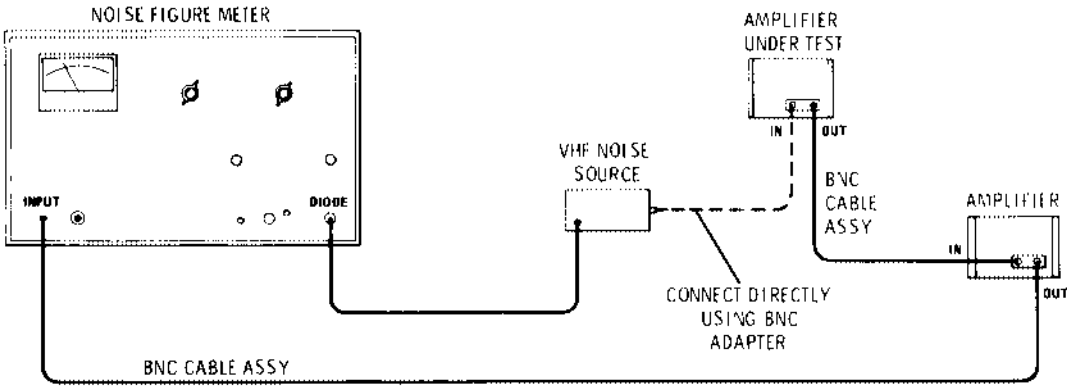 NOISE FIGURE METER
AMPLIFIER
UNDER TEST
IN
OUT
VHF NOISE
SOURCE
INPUT
DIODE
BNC
CABLE
ASSY
AMPLIFIER
IN
OUT
CONNECT DIRECTLY
USING BNC
ADAPTER
BNC CABLE ASSY